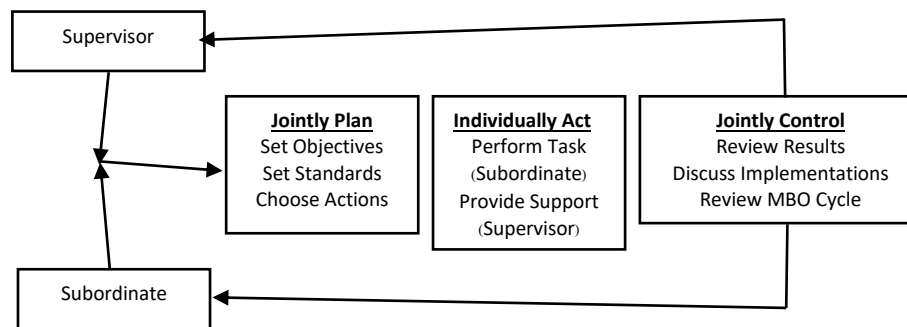 Supervisor
Jointly Plan
Set Objectives
Set Standards
Choose Actions
Individually Act
Perform Task
(Subordinate)
Provide Support
(Supervisor)
Jointly Control
Review Results
Discuss Implementations
Review MBO Cycle
Subordinate